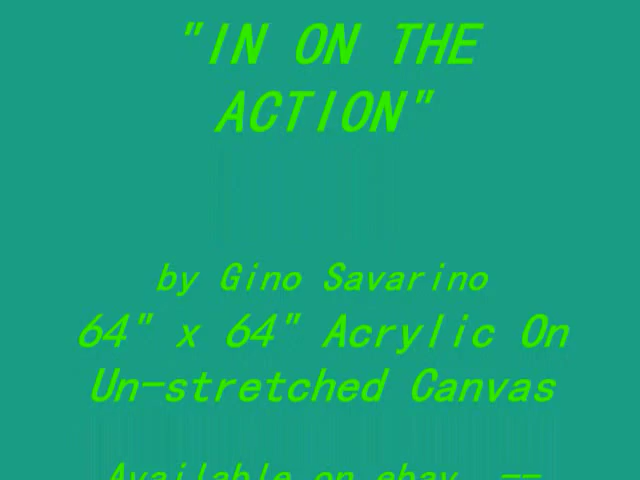 "IN ON THE
ACTION"
by Gino Savarino
64" x 64" Acrylic On
Un-stretched Canvas
Available on ebay  --